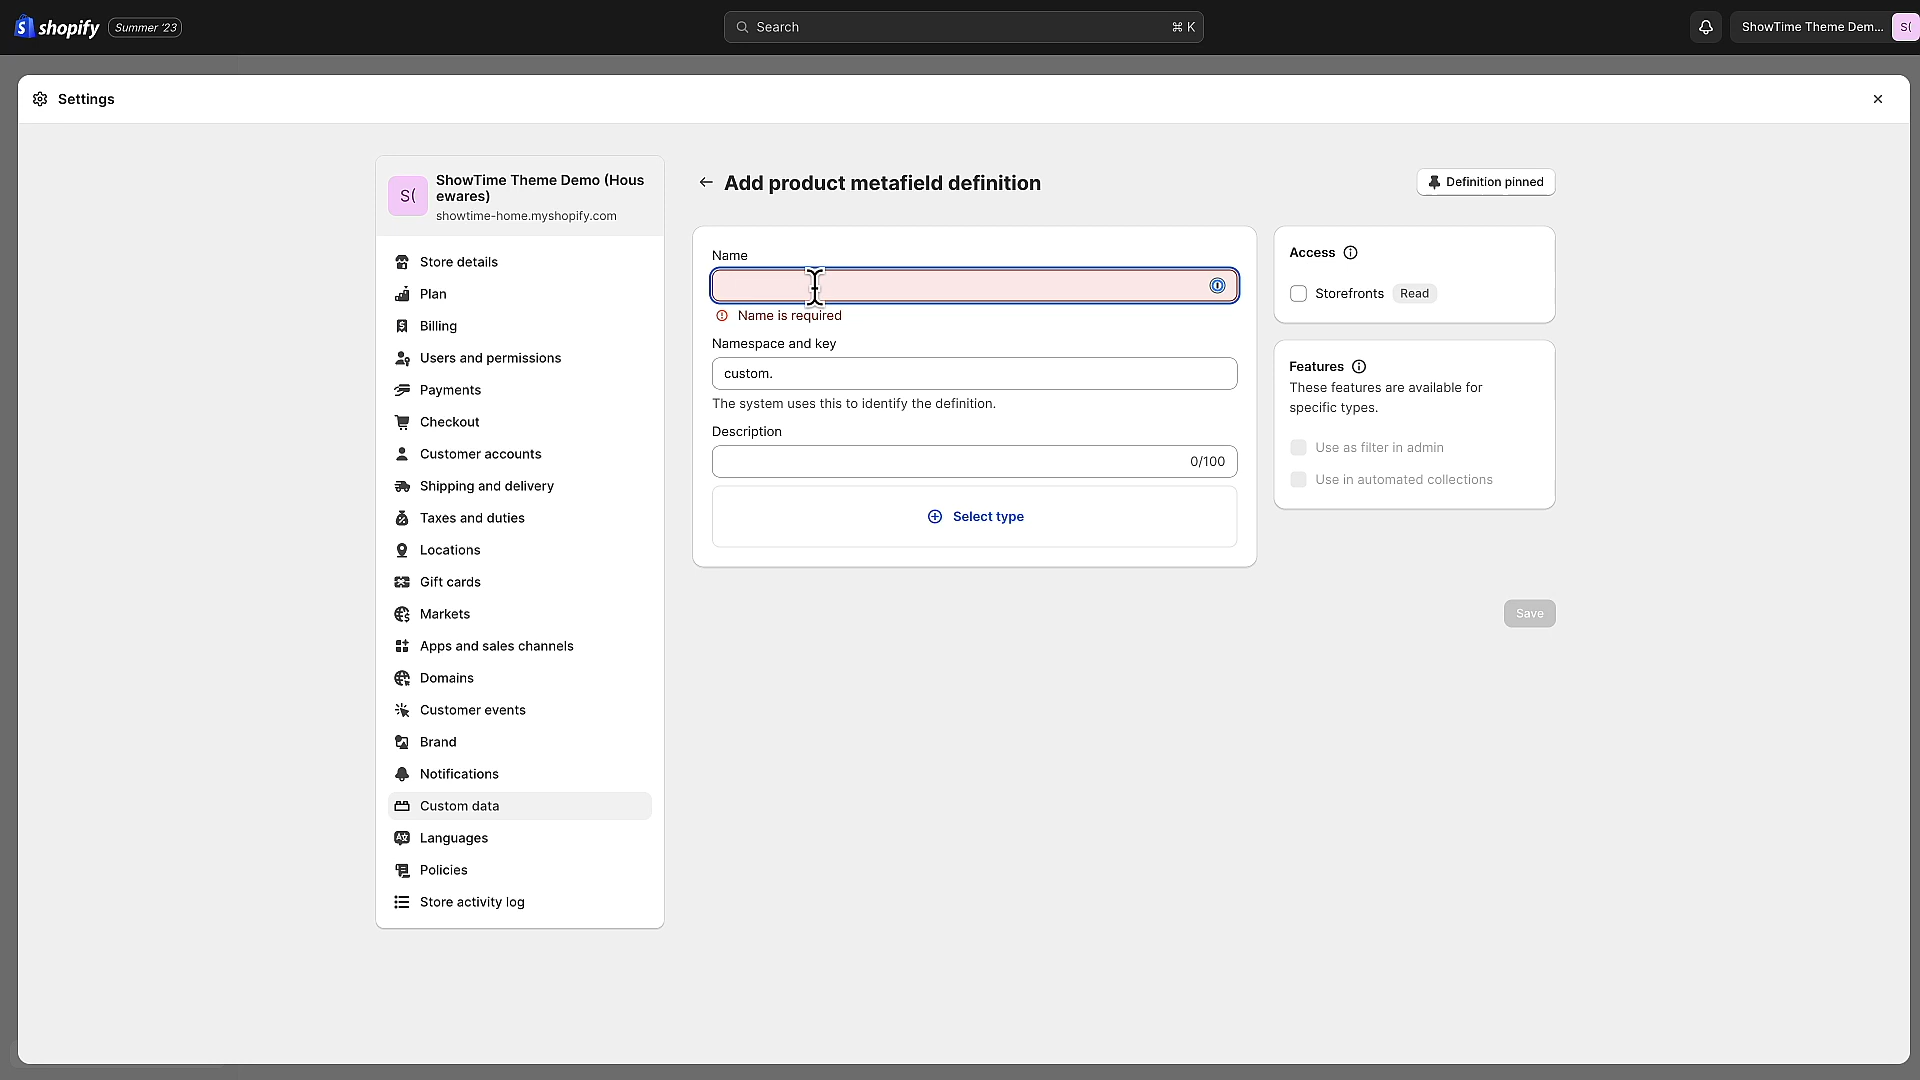 shopify
Summer '23
Search
⌘ K
ShowTime Theme Dem...
S(
Settings
S(
ShowTime Theme Demo (Hous
ewares)
showtime-home.myshopify.com
Store details
Plan
Billing
Users and permissions
Payments
Checkout
Customer accounts
Shipping and delivery
Taxes and duties
Locations
Gift cards
Markets
Apps and sales channels
Domains
Customer events
Brand
Notifications
Custom data
Languages
Policies
Store activity log
Add product metafield definition
Definition pinned
Name
Name is required
Namespace and key
custom.
The system uses this to identify the definition.
Description
0/100
Select type
Access
Storefronts Read
Features
These features are available for
specific types.
Use as filter in admin
Use in automated collections
Save